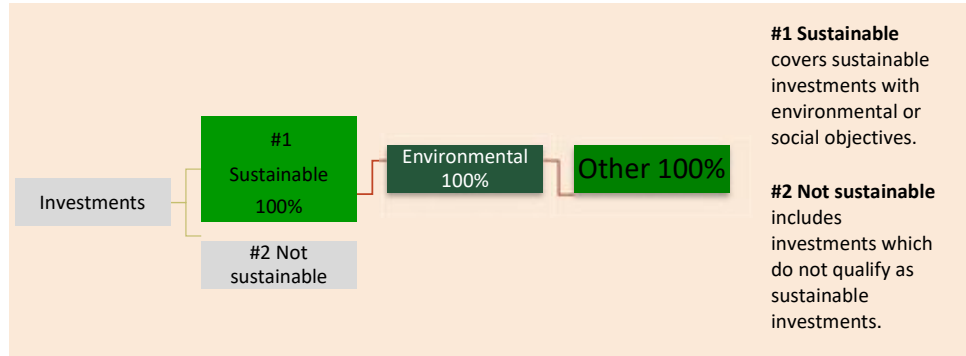 Investments
#1
Sustainable
100%
#2 Not
sustainable
Environmental
100%
Other 100%
#1 Sustainable
covers sustainable
investments with
environmental or
social objectives.
#2 Not sustainable
includes
investments which
do not qualify as
sustainable
investments.